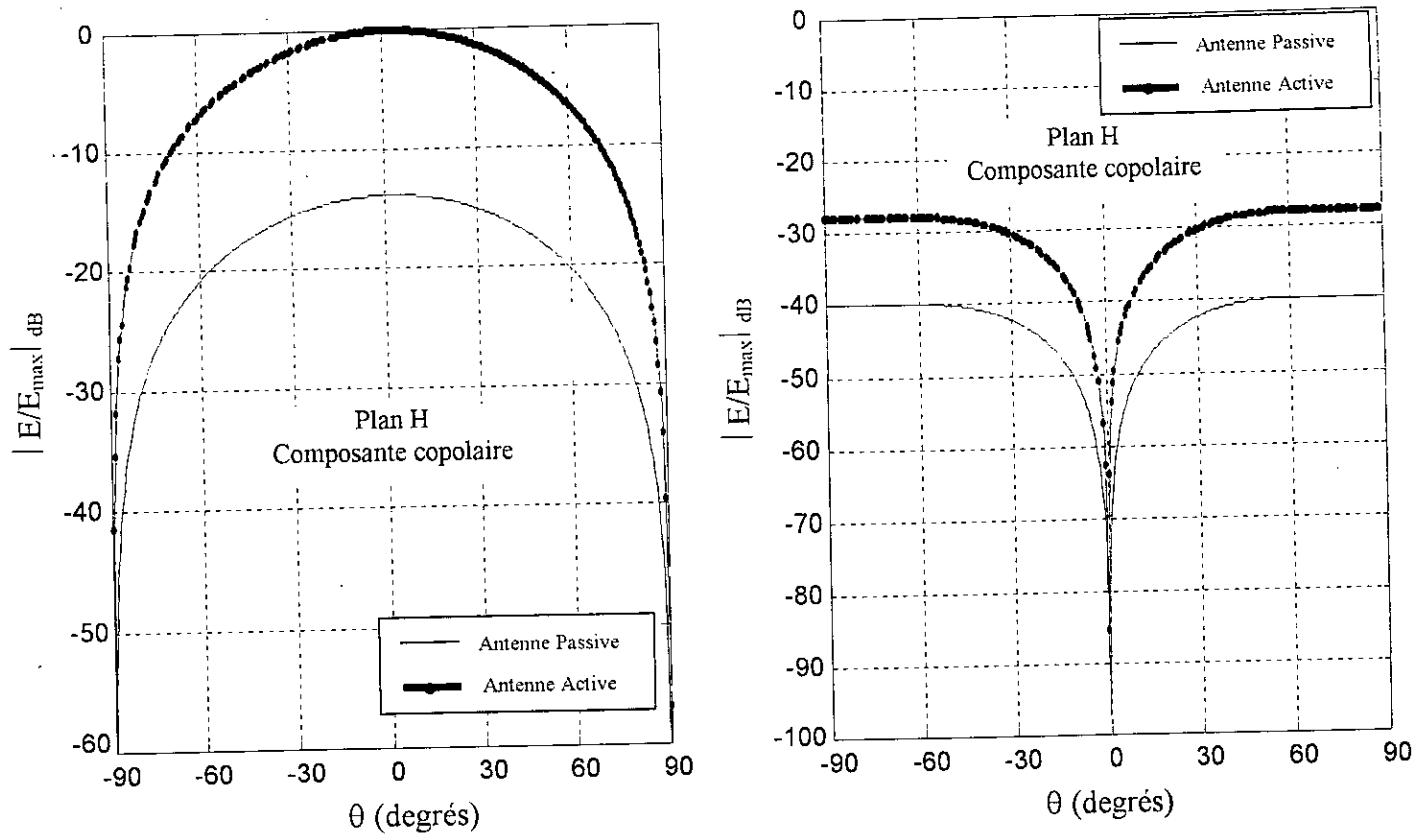 0
-10
-20
-30
-40
-50
-60
-90
-60
-30
0
30
60
90
|E/Emax| dB
θ (degrés)
Plan H
Composante copolaire
Antenne Passive
Antenne Active
0
-10
-20
-30
-40
-50
-60
-70
-80
-90
-100
-90
-60
-30
0
30
60
90
|E/Emax| dB
θ (degrés)
Antenne Passive
Antenne Active
Plan H
Composante copolaire